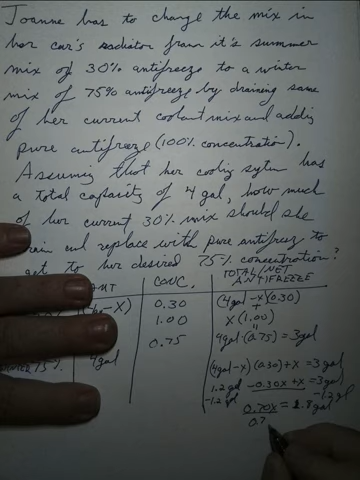 Joanne has to change the mix in
her car's radiator from it's summer
mix of 30% antifreeze to a winter
mix of 75% antifreeze by draining some
of her current coolant mix and adding
pure antifreeze (100% concentration).
Assuming that her cooling sytem has
a total capacity of 4 gal, how much
of her current 30% mix should she
rain and replace with pure antifreeze to
get to her desired 75% concentration?
CONC. TOTAL/NET ANTIFREEZE
-X) 0.30 (4gal-X)(0.30)
+
1.00 X(1.00)
"
0.75 4gal(0.75) = 3gal
75% 4gal
(4gal-X)(0.30)+X = 3gal
1.2gal -0.30X+X = 3gal
-1.2gal -1.2gal
0.70X = 1.8gal
0.7